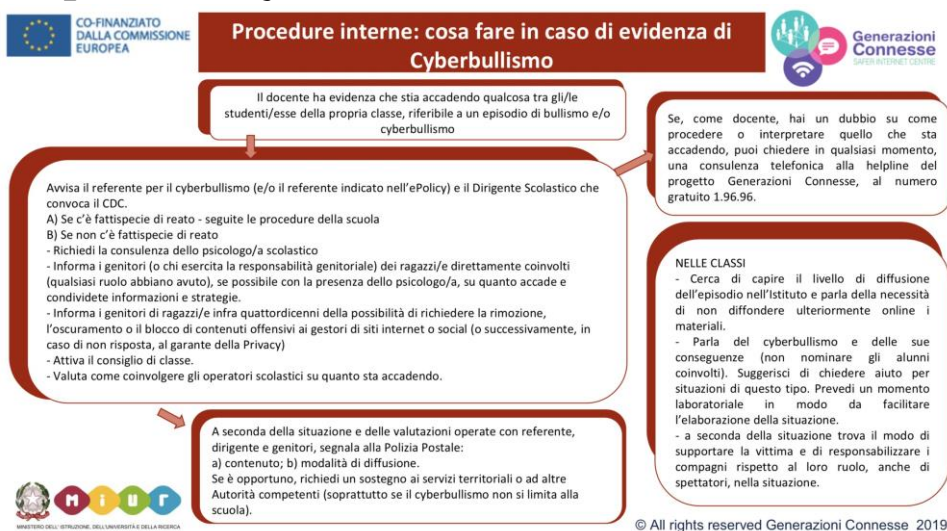 CO-FINANZIATO
DALLA COMMISSIONE
EUROPEA
Procedure interne: cosa fare in caso di evidenza di
Cyberbullismo
Generazioni
Connesse
SAFER INTERNET CENTRE
Il docente ha evidenza che stia accadendo qualcosa tra gli/le
studenti/esse della propria classe, riferibile a un episodio di bullismo e/o
cyberbullismo
Se, come docente, hai un dubbio su come
procedere o interpretare quello che sta
accadendo, puoi chiedere in qualsiasi momento,
una consulenza telefonica alla helpline del
progetto Generazioni Connesse, al numero
gratuito 1.96.96.
Avvisa il referente per il cyberbullismo (e/o il referente indicato nell'ePolicy) e il Dirigente Scolastico che
convoca il CDC.
A) Se c'è fattispecie di reato - seguite le procedure della scuola
B) Se non c'è fattispecie di reato
- Richiedi la consulenza dello psicologo/a scolastico
- Informa i genitori (o chi esercita la responsabilità genitoriale) dei ragazzi/e direttamente coinvolti
(qualsiasi ruolo abbiano avuto), se possibile con la presenza dello psicologo/a, su quanto accade e
condividete informazioni e strategie.
- Informa i genitori di ragazzi/e infra quattordicenni della possibilità di richiedere la rimozione,
l'oscuramento o il blocco di contenuti offensivi ai gestori di siti internet o social (o successivamente, in
caso di non risposta, al garante della Privacy)
- Attiva il consiglio di classe.
- Valuta come coinvolgere gli operatori scolastici su quanto sta accadendo.
NELLE CLASSI
- Cerca di capire il livello di diffusione
dell'episodio nell'Istituto e parla della necessità
di non diffondere ulteriormente online i
materiali.
- Parla del cyberbullismo e delle sue
conseguenze (non nominare gli alunni
coinvolti). Suggerisci di chiedere aiuto per
situazioni di questo tipo. Prevedi un momento
laboratoriale in modo da facilitare
l'elaborazione della situazione.
- a seconda della situazione trova il modo di
supportare la vittima e di responsabilizzare i
compagni rispetto al loro ruolo, anche di
spettatori, nella situazione.
A seconda della situazione e delle valutazioni operate con referente,
dirigente e genitori, segnala alla Polizia Postale:
a) contenuto; b) modalità di diffusione.
Se è opportuno, richiedi un sostegno ai servizi territoriali o ad altre
Autorità competenti (soprattutto se il cyberbullismo non si limita alla
scuola).
miur
MINISTERO DELL'ISTRUZIONE, DELL'UNIVERSITÀ E DELLA RICERCA
© All rights reserved Generazioni Connesse 2019